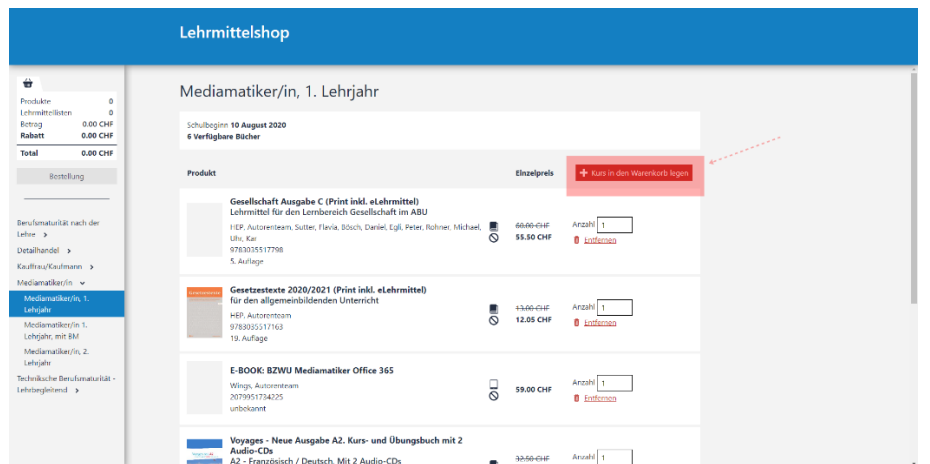 Lehrmittelshop
Produkte 0
Lehrmittellisten 0
Betrag 0.00 CHF
Rabatt 0.00 CHF
Total 0.00 CHF
Bestellung
Berufsmaturität nach der
Lehre >
Detailhandel >
Kauffrau/Kaufmann >
Mediamatiker/in
Mediamatiker/in, 1.
Lehrjahr
Mediamatiker/in 1.
Lehrjahr, mit BM
Mediamatiker/in, 2.
Lehrjahr
Techniksche Berufsmaturität -
Lehrbegleitend >
Mediamatiker/in, 1. Lehrjahr
Schulbeginn 10 August 2020
6 Verfügbare Bücher
Produkt Einzelpreis + Kurs in den Warenkorb legen
Gesellschaft Ausgabe C (Print inkl. eLehrmittel)
Lehrmittel für den Lernbereich Gesellschaft im ABU
HEP, Autorenteam, Sutter, Flavia, Bösch, Daniel, Egli, Peter, Rohner, Michael,
Uhr, Kar
9783035517798
5. Auflage
60.00 CHF
55.50 CHF
Anzahl 1
Entfernen
Gesetzestexte 2020/2021 (Print inkl. eLehrmittel)
für den allgemeinbildenden Unterricht
HEP, Autorenteam
9783035517163
19. Auflage
13.00 CHF
12.05 CHF
Anzahl 1
Entfernen
E-BOOK: BZWU Mediamatiker Office 365
Wings, Autorenteam
2079951734225
unbekannt
59.00 CHF
Anzahl 1
Entfernen
Voyages - Neue Ausgabe A2. Kurs- und Übungsbuch mit 2
Audio-CDs
A2 - Französisch / Deutsch. Mit 2 Audio-CDs
32.50 CHF
Anzahl 1